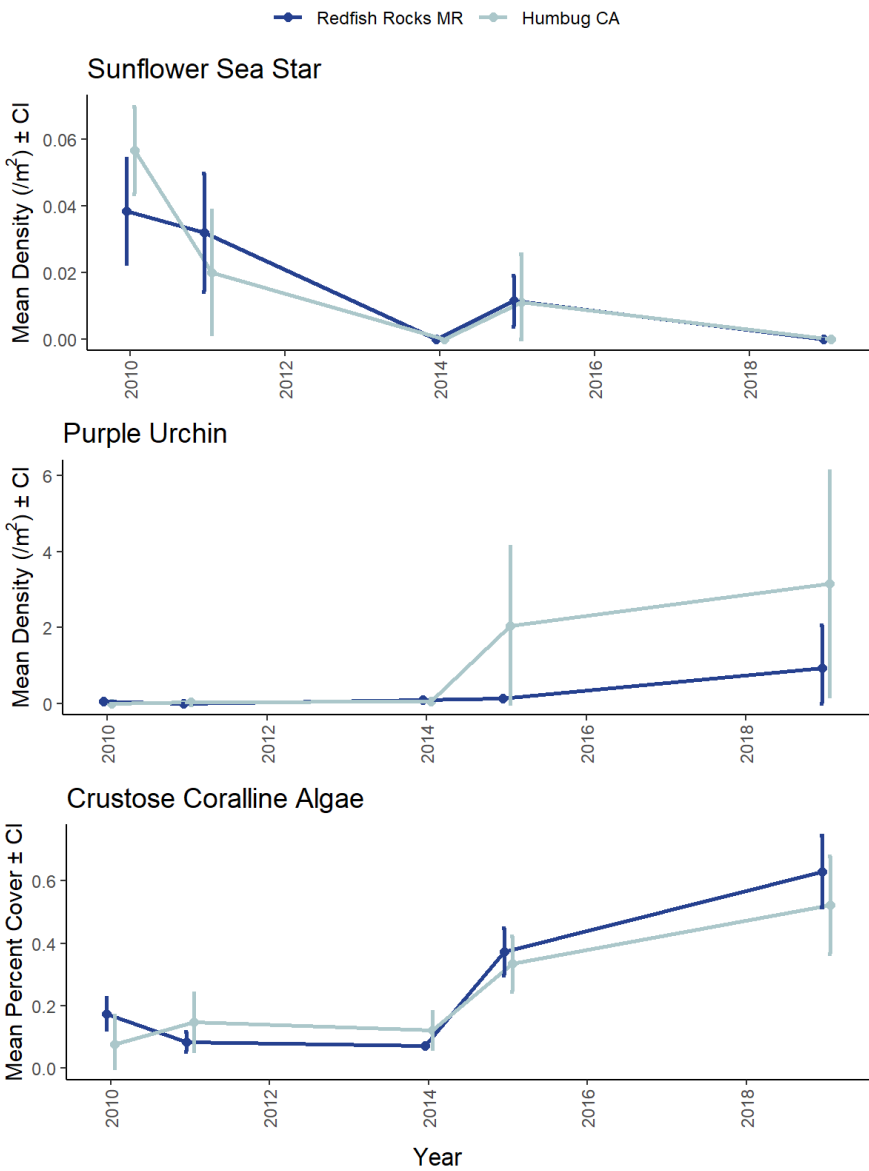 Redfish Rocks MR Humbug CA
Sunflower Sea Star
Mean Density (/m²) ± CI
0.06
0.04
0.02
0.00
2010 2012 2014 2016 2018
Purple Urchin
Mean Density (/m²) ± CI
6
4
2
0
2010 2012 2014 2016 2018
Crustose Coralline Algae
Mean Percent Cover ± CI
0.6
0.4
0.2
0.0
2010 2012 2014 2016 2018
Year